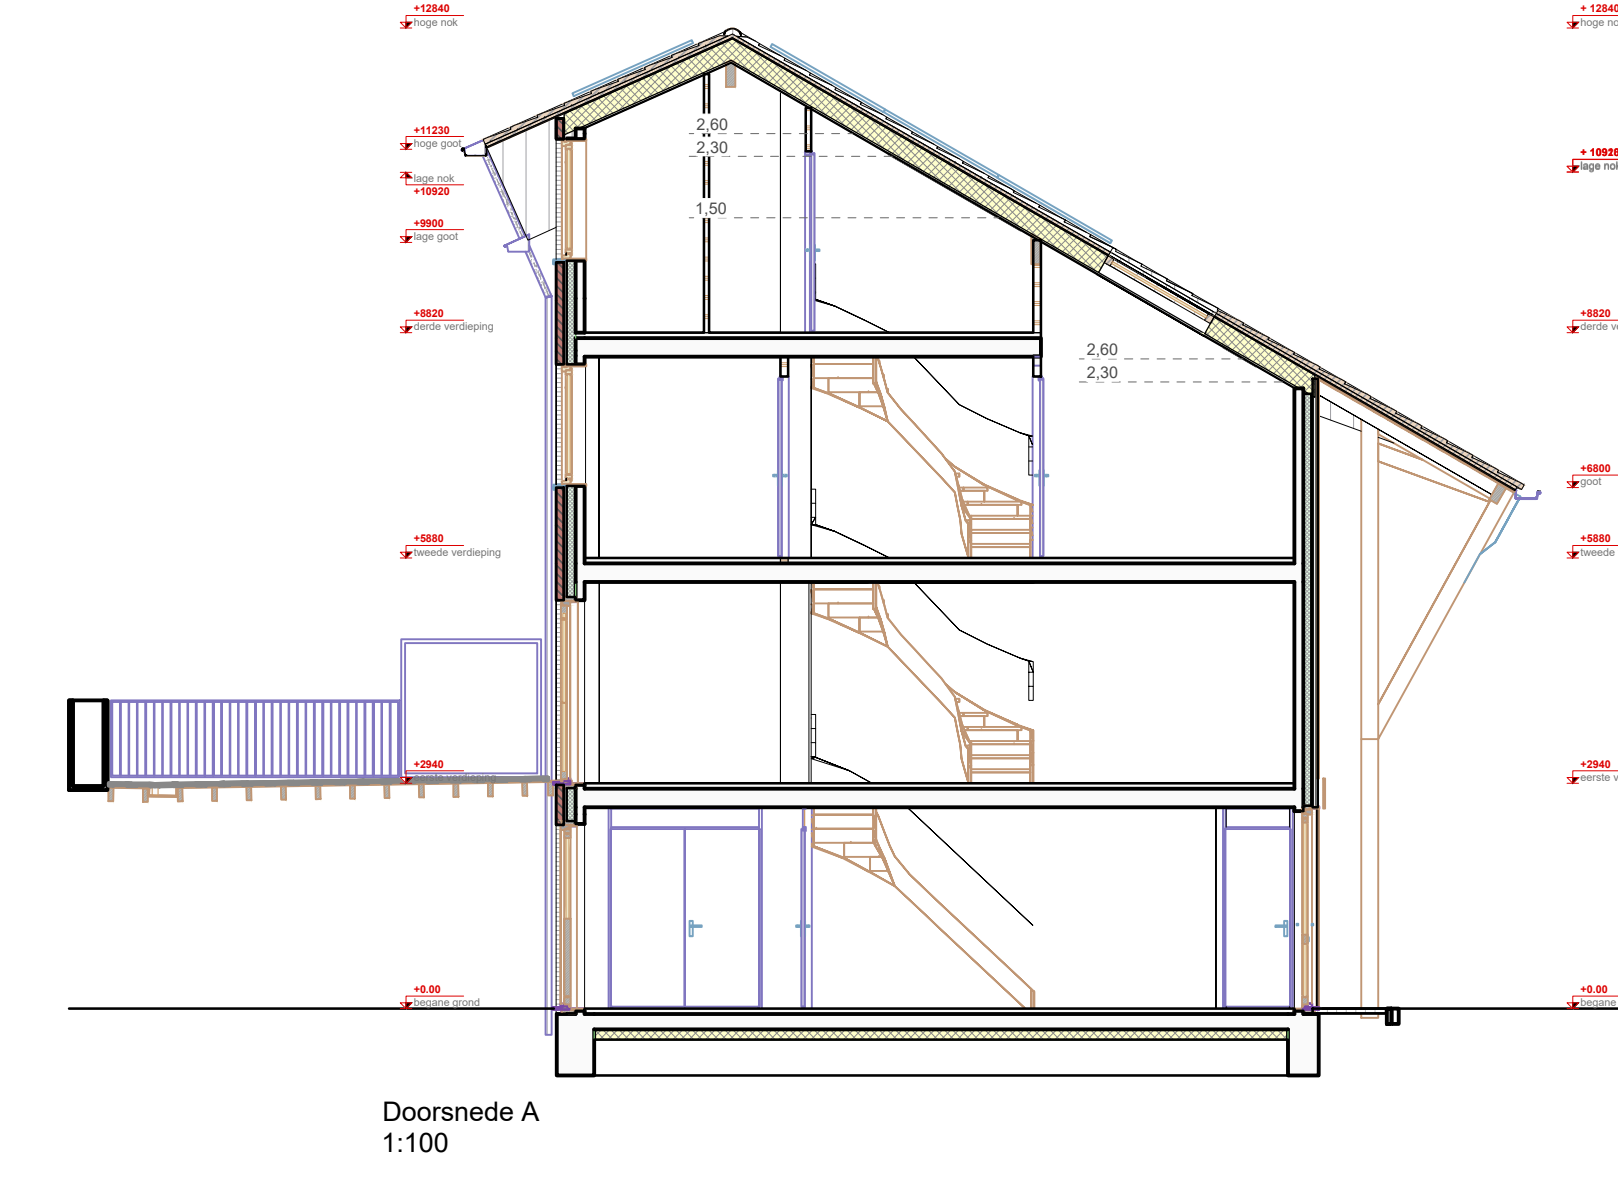 +12840
hoge nok
+ 12840
hoge no
+11230
hoge goot
2,60
2,30
+ 10920
lage nok
lage nok
+10920
1,50
+9900
lage goot
+8820
derde verdieping
+8820
derde ve
2,60
2,30
+6800
goot
+5880
tweede verdieping
+5880
tweede
+2940
eerste verdieping
+2940
eerste v
+0.00
begane grond
+0.00
begane
Doorsnede A
1:100